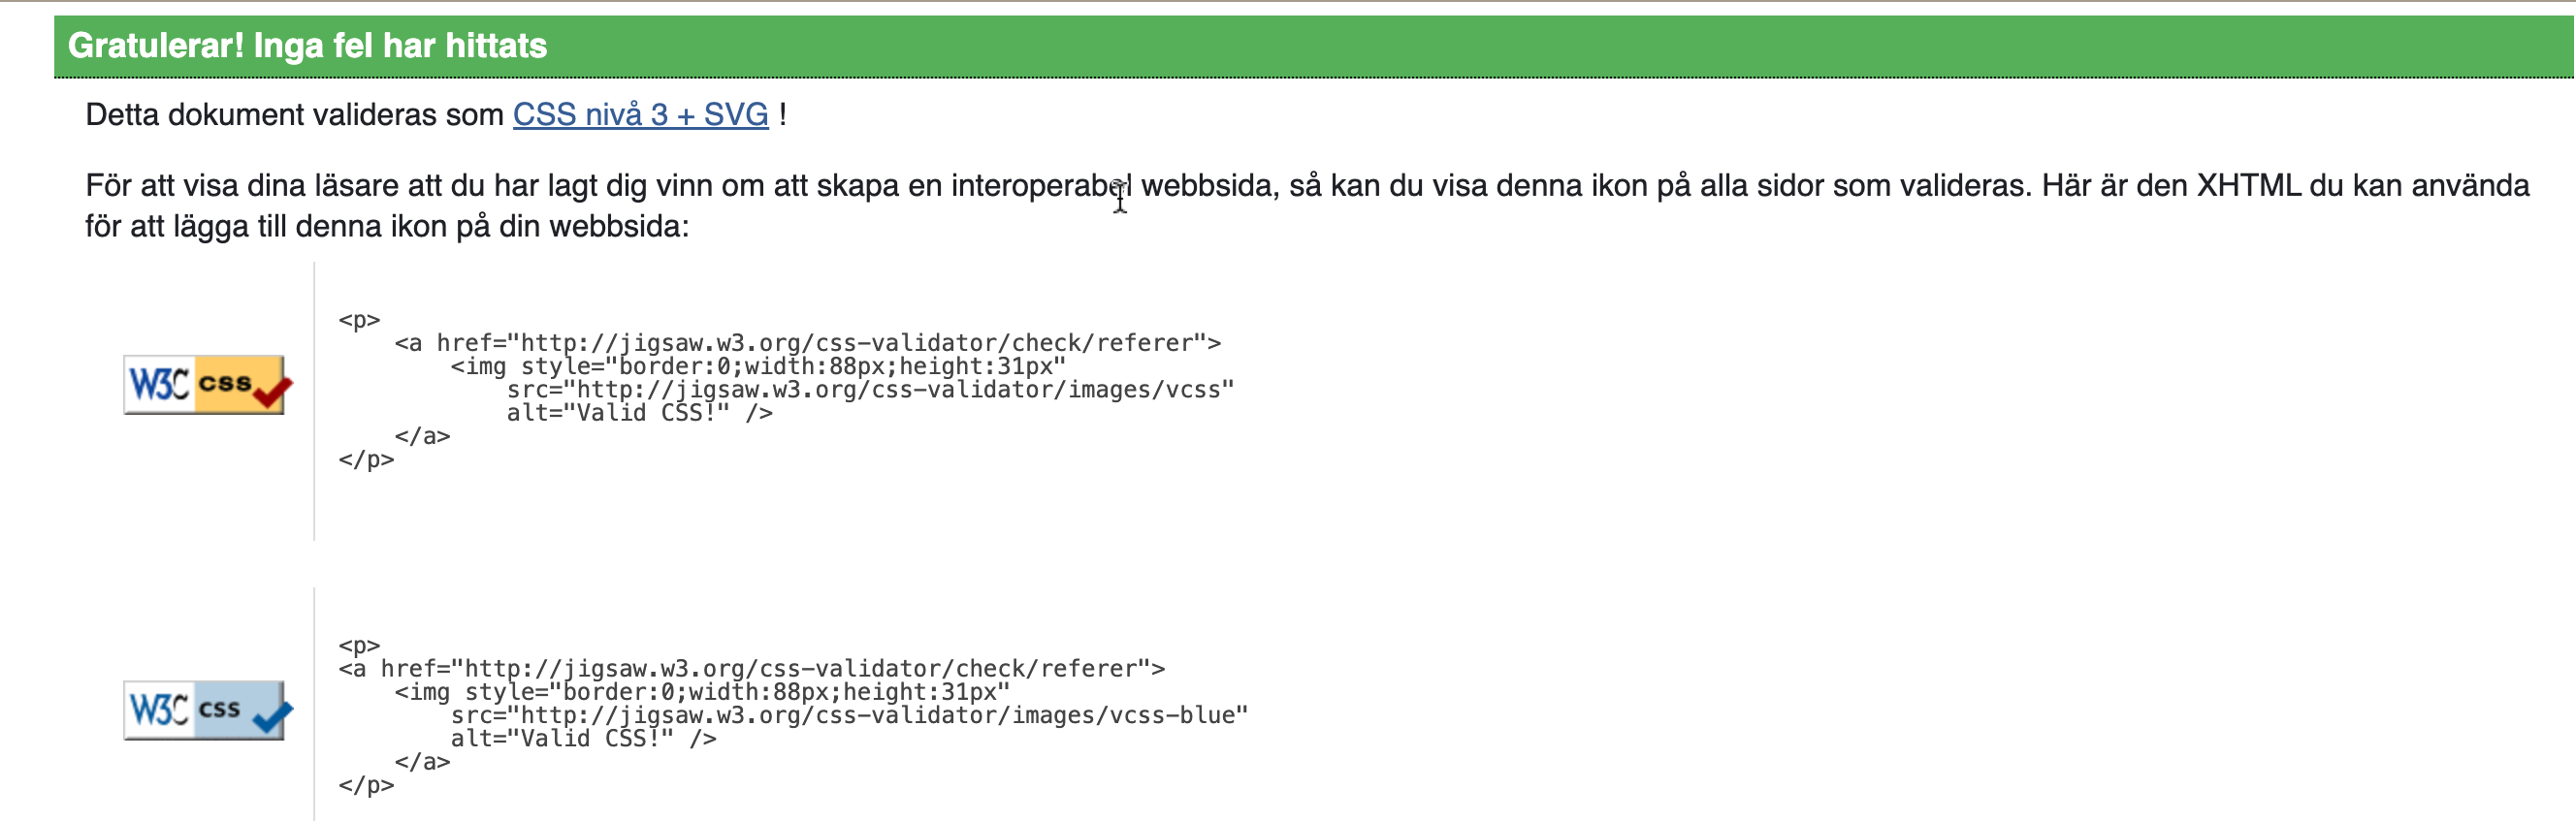 Gratulerar! Inga fel har hittats
Detta dokument valideras som CSS nivå 3 + SVG !
För att visa dina läsare att du har lagt dig vinn om att skapa en interoperabel webbsida, så kan du visa denna ikon på alla sidor som valideras. Här är den XHTML du kan använda
för att lägga till denna ikon på din webbsida:
<p>
    <a href="http://jigsaw.w3.org/css-validator/check/referer">
        <img style="border:0;width:88px;height:31px"
            src="http://jigsaw.w3.org/css-validator/images/vcss"
            alt="Valid CSS!" />
    </a>
</p>
W3C css
<p>
<a href="http://jigsaw.w3.org/css-validator/check/referer">
    <img style="border:0;width:88px;height:31px"
        src="http://jigsaw.w3.org/css-validator/images/vcss-blue"
        alt="Valid CSS!" />
    </a>
</p>
W3C css